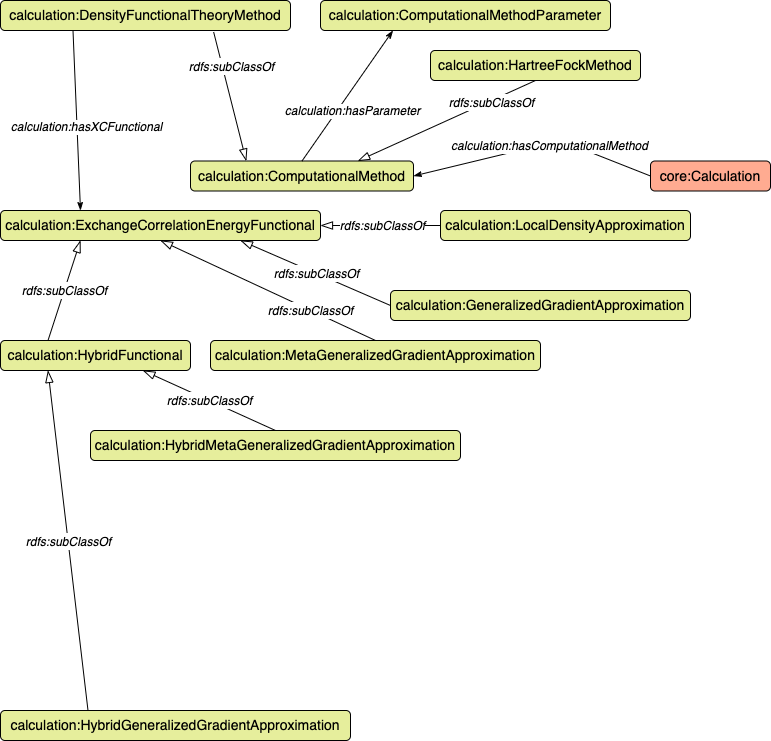 calculation:DensityFunctionalTheoryMethod
calculation:ComputationalMethodParameter
rdfs:subClassOf
calculation:HartreeFockMethod
calculation:hasParameter
rdfs:subClassOf
calculation:hasXCFunctional
calculation:hasComputationalMethod
calculation:ComputationalMethod
core:Calculation
calculation:ExchangeCorrelationEnergyFunctional
rdfs:subClassOf
calculation:LocalDensityApproximation
rdfs:subClassOf
rdfs:subClassOf
calculation:GeneralizedGradientApproximation
rdfs:subClassOf
calculation:HybridFunctional
calculation:MetaGeneralizedGradientApproximation
rdfs:subClassOf
calculation:HybridMetaGeneralizedGradientApproximation
rdfs:subClassOf
calculation:HybridGeneralizedGradientApproximation